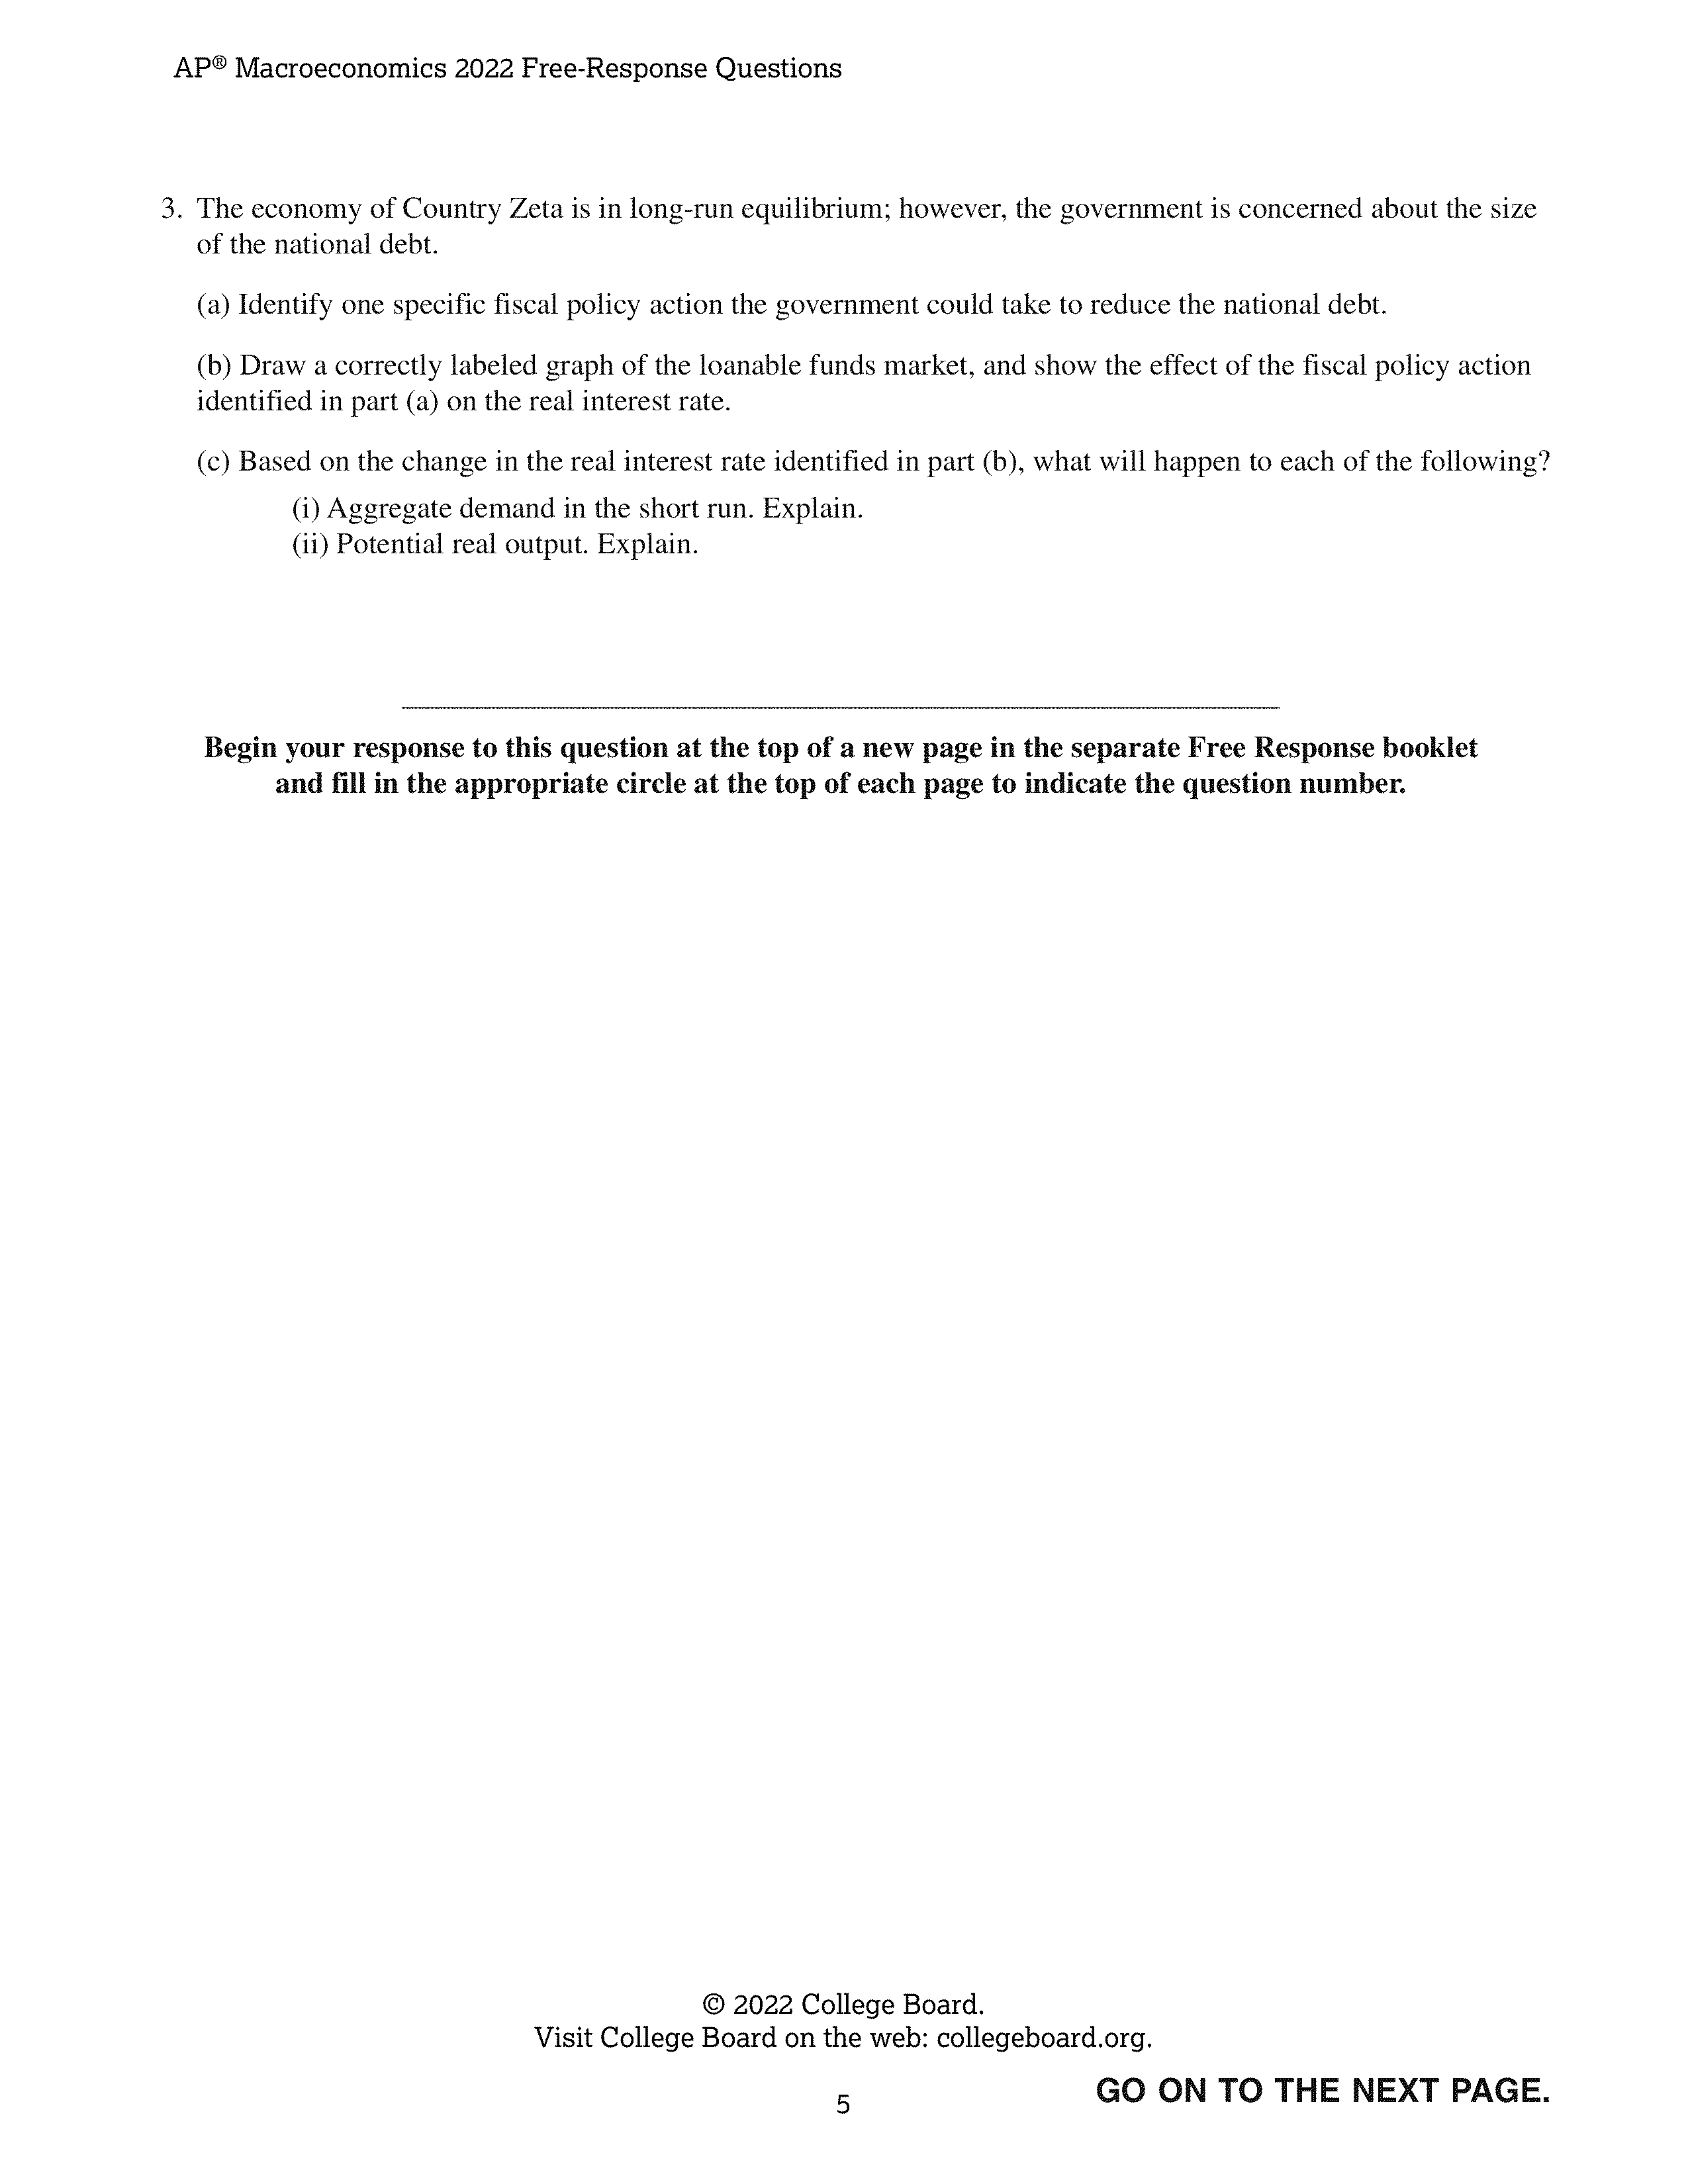 AP® Macroeconomics 2022 Free-Response Questions
3. The economy of Country Zeta is in long-run equilibrium; however, the government is concerned about the size
of the national debt.
(a) Identify one specific fiscal policy action the government could take to reduce the national debt.
(b) Draw a correctly labeled graph of the loanable funds market, and show the effect of the fiscal policy action
identified in part (a) on the real interest rate.
(c) Based on the change in the real interest rate identified in part (b), what will happen to each of the following?
(i) Aggregate demand in the short run. Explain.
(ii) Potential real output. Explain.
Begin your response to this question at the top of a new page in the separate Free Response booklet
and fill in the appropriate circle at the top of each page to indicate the question number.
© 2022 College Board.
Visit College Board on the web: collegeboard.org.
GO ON TO THE NEXT PAGE.
5